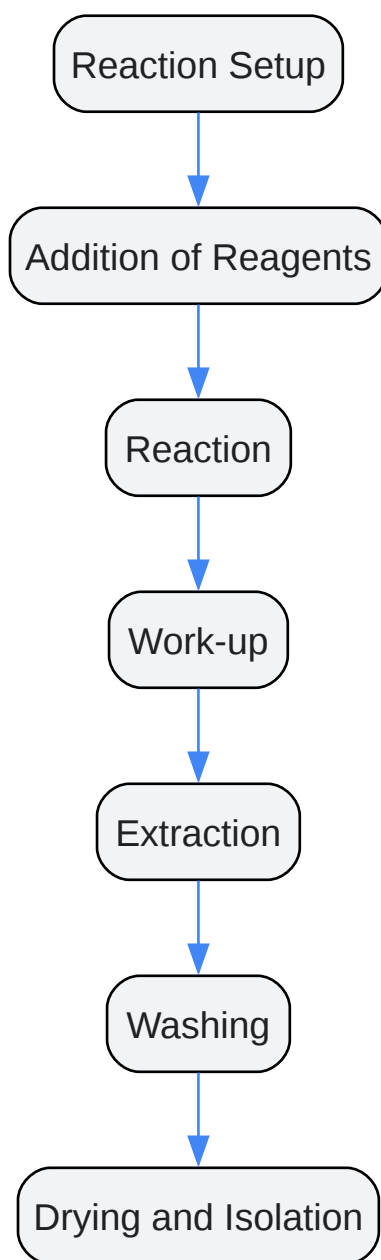 Reaction Setup
Addition of Reagents
Reaction
Work-up
Extraction
Washing
Drying and Isolation